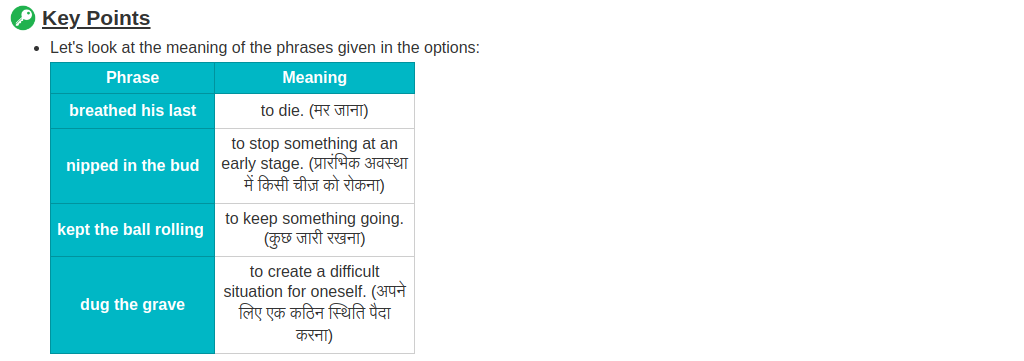 Key Points
Let's look at the meaning of the phrases given in the options:
Phrase Meaning
breathed his last to die. (मर जाना)
nipped in the bud to stop something at an
early stage. (प्रारंभिक अवस्था
में किसी चीज़ को रोकना)
kept the ball rolling to keep something going.
(कुछ जारी रखना)
dug the grave to create a difficult
situation for oneself. (अपने
लिए एक कठिन स्थिति पैदा
करना)